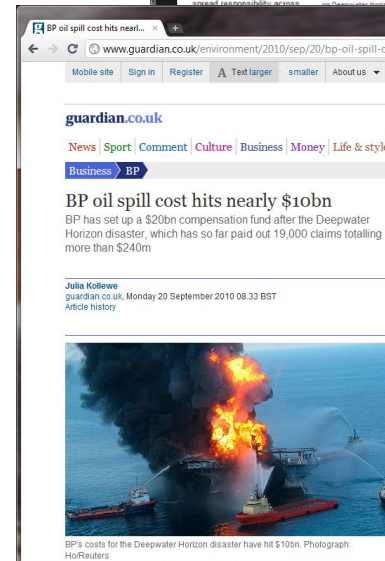 spread responsibility across
BP oil spill cost hits nearl...
www.guardian.co.uk/environment/2010/sep/20/bp-oil-spill-c
Mobile site Sign in Register A Text larger smaller About us
guardian.co.uk
News Sport Comment Culture Business Money Life & style
Business BP
BP oil spill cost hits nearly $10bn
BP has set up a $20bn compensation fund after the Deepwater
Horizon disaster, which has so far paid out 19,000 claims totalling
more than $240m
Julia Kollewe
guardian.co.uk, Monday 20 September 2010 08.33 BST
Article history
BP's costs for the Deepwater Horizon disaster have hit $10bn. Photograph:
Ho/Reuters